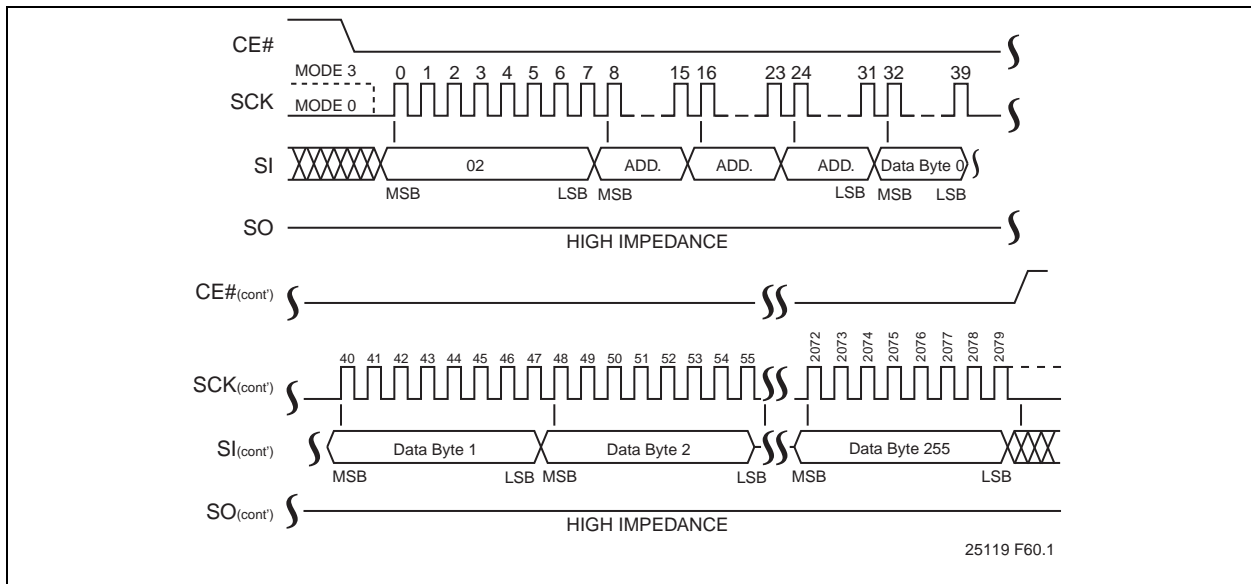 CE#
MODE 3
0 1 2 3 4 5 6 7 8 15 16 23 24 31 32 39
SCK
MODE 0
SI 02 ADD. ADD. ADD. Data Byte 0
MSB LSB MSB LSB MSB LSB
SO
HIGH IMPEDANCE
CE#(cont')
40 41 42 43 44 45 46 47 48 49 50 51 52 53 54 55 2072 2073 2074 2075 2076 2077 2078 2079
SCK(cont')
SI(cont') Data Byte 1 Data Byte 2 Data Byte 255
MSB LSB MSB LSB MSB LSB
SO(cont')
HIGH IMPEDANCE
25119 F60.1